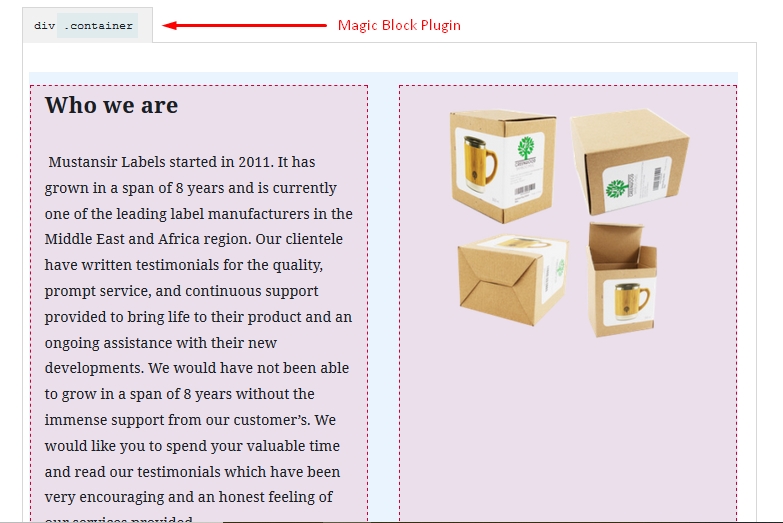 div .container
Magic Block Plugin
Who we are
Mustansir Labels started in 2011. It has
grown in a span of 8 years and is currently
one of the leading label manufacturers in the
Middle East and Africa region. Our clientele
have written testimonials for the quality,
prompt service, and continuous support
provided to bring life to their product and an
ongoing assistance with their new
developments. We would have not been able
to grow in a span of 8 years without the
immense support from our customer’s. We
would like you to spend your valuable time
and read our testimonials which have been
very encouraging and an honest feeling of
our services provided.